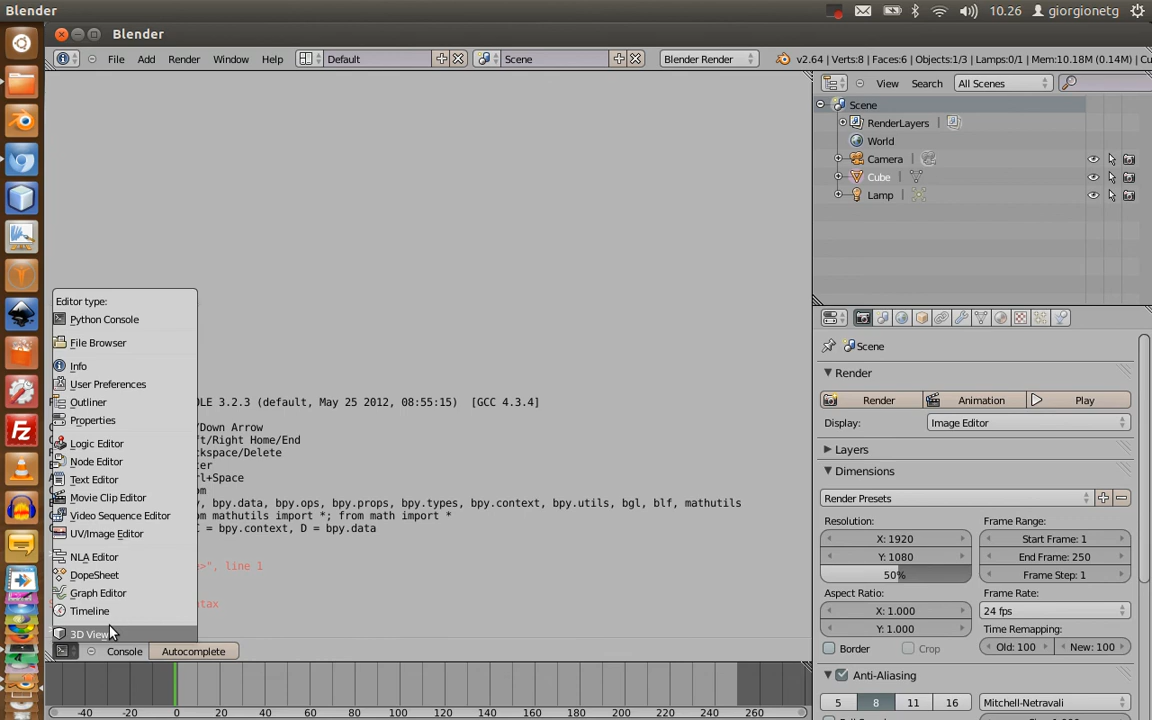 Blender
10.26
giorgionetg
Blender
File Add Render Window Help
Default
Scene
Blender Render
v2.64 | Verts:8 | Faces:6 | Objects:1/3 | Lamps:0/1 | Mem:10.18M (0.14M) | Cu
View Search All Scenes
Scene
RenderLayers
World
Camera
Cube
Lamp
Editor type:
Python Console
File Browser
Info
User Preferences
Outliner
Properties
Logic Editor
Node Editor
Text Editor
Movie Clip Editor
Video Sequence Editor
UV/Image Editor
NLA Editor
DopeSheet
Graph Editor
Timeline
3D View
OLE 3.2.3 (default, May 25 2012, 08:55:15) [GCC 4.3.4]
/Down Arrow
ft/Right Home/End
ckspace/Delete
ter
rl+Space
om
, bpy.data, bpy.ops, bpy.props, bpy.types, bpy.context, bpy.utils, bgl, blf, mathutils
om mathutils import *; from math import *
C = bpy.context, D = bpy.data
>", line 1
tax
Console Autocomplete
-40 -20 0 20 40 60 80 100 120 140 160 180 200 220 240 260
Scene
Render
Render Animation Play
Display: Image Editor
Layers
Dimensions
Render Presets
Resolution: Frame Range:
X: 1920 Start Frame: 1
Y: 1080 End Frame: 250
50% Frame Step: 1
Aspect Ratio: Frame Rate:
X: 1.000 24 fps
Y: 1.000 Time Remapping:
Border Crop Old: 100 New: 100
Anti-Aliasing
5 8 11 16 Mitchell-Netravali